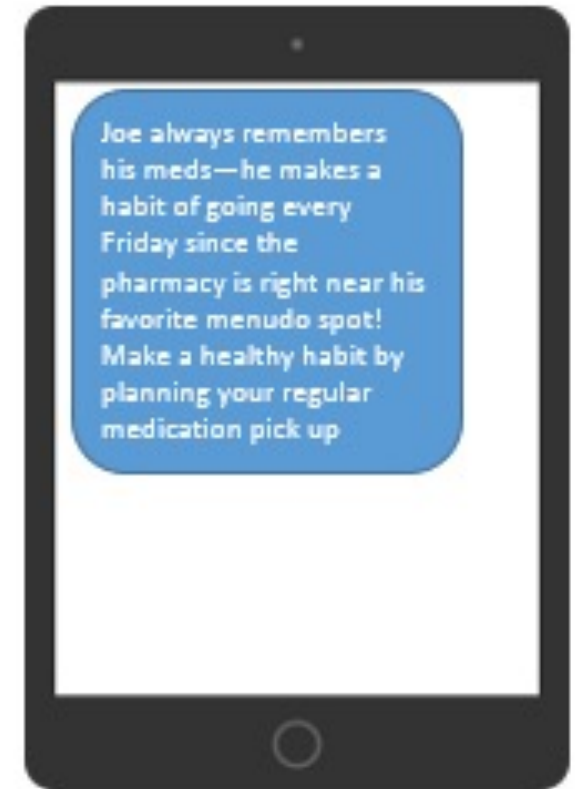 Joe always remembers
his meds—he makes a
habit of going every
Friday since the
pharmacy is right near his
favorite menudo spot!
Make a healthy habit by
planning your regular
medication pick up